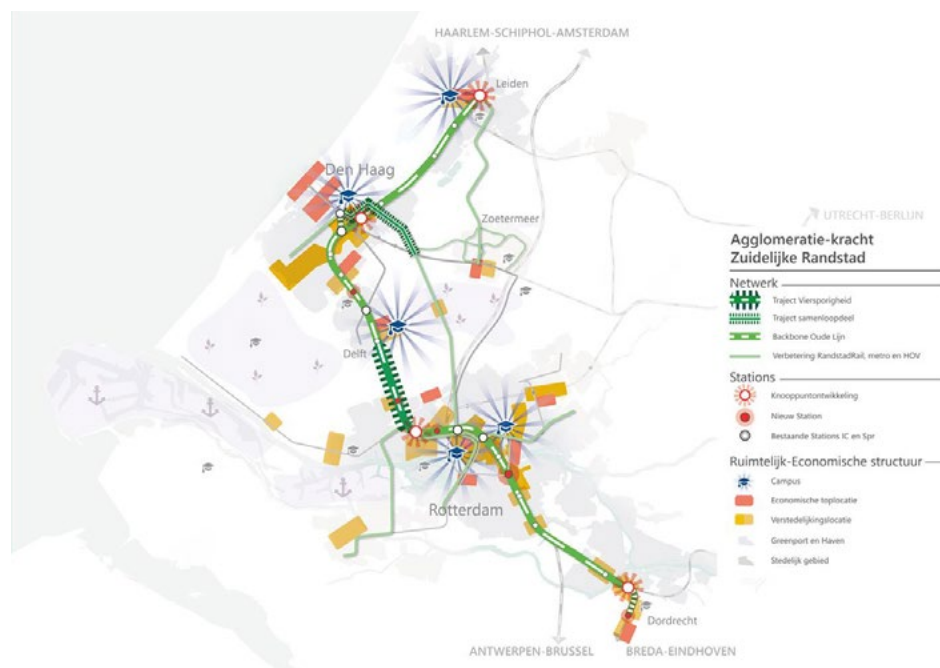 HAARLEM-SCHIPHOL-AMSTERDAM
Leiden
Den Haag
Zoetermeer
UTRECHT-BERLIJN
Delft
Rotterdam
Dordrecht
ANTWERPEN-BRUSSEL
BREDA-EINDHOVEN
Agglomeratie-kracht
Zuidelijke Randstad
Netwerk
Traject Viersporigheid
Traject samenloopdeel
Backbone Oude Lijn
Verbetering RandstadRail, metro en HOV
Stations
Knooppuntontwikkeling
Nieuw Station
Bestaande Stations IC en Spr
Ruimtelijk-Economische structuur
Campus
Economische toplocatie
Verstedelijkingslocatie
Greenport en Haven
Stedelijk gebied